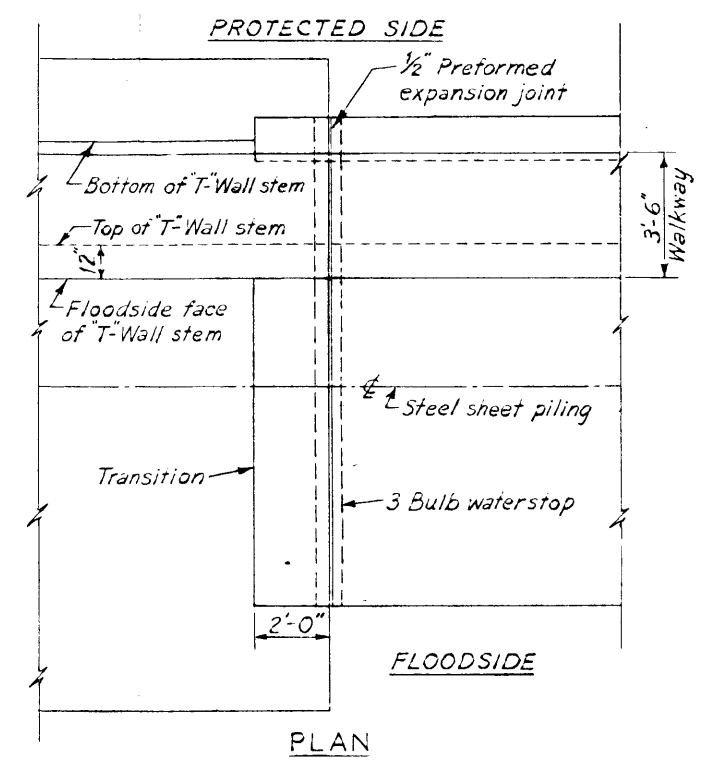 PROTECTED SIDE
1/2" Preformed
expansion joint
Bottom of "T-"Wall stem
Top of "T-"Wall stem
12"
3'-6"
Walkway
Floodside face
of "T-"Wall stem
℄
Steel sheet piling
Transition
3 Bulb waterstop
2'-0"
FLOODSIDE
PLAN